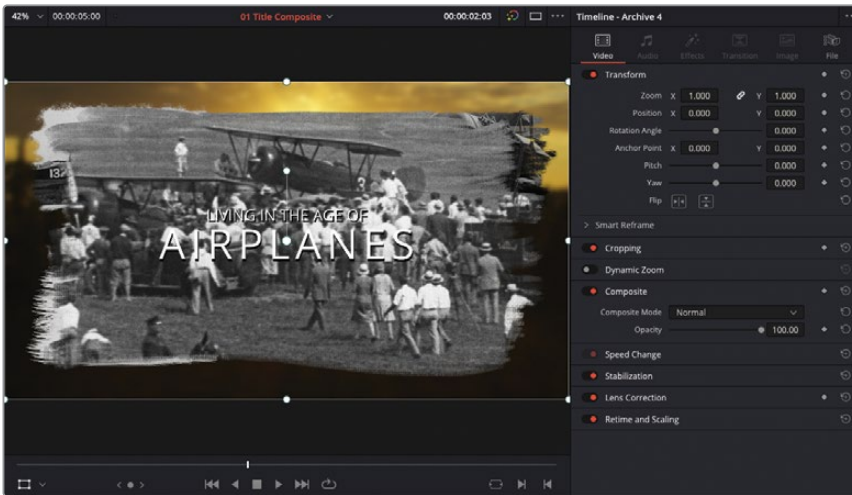 42% 00:00:05:00 01 Title Composite 00:00:02:03 Timeline - Archive 4
Video Audio Effects Transition Image File
Transform
Zoom X 1.000 Y 1.000
Position X 0.000 Y 0.000
Rotation Angle 0.000
Anchor Point X 0.000 Y 0.000
Pitch 0.000
Yaw 0.000
Flip
Smart Reframe
Cropping
Dynamic Zoom
Composite
Composite Mode Normal
Opacity 100.00
Speed Change
Stabilization
Lens Correction
Retime and Scaling
13
3
LIVING IN THE AGE OF
AIRPLANES